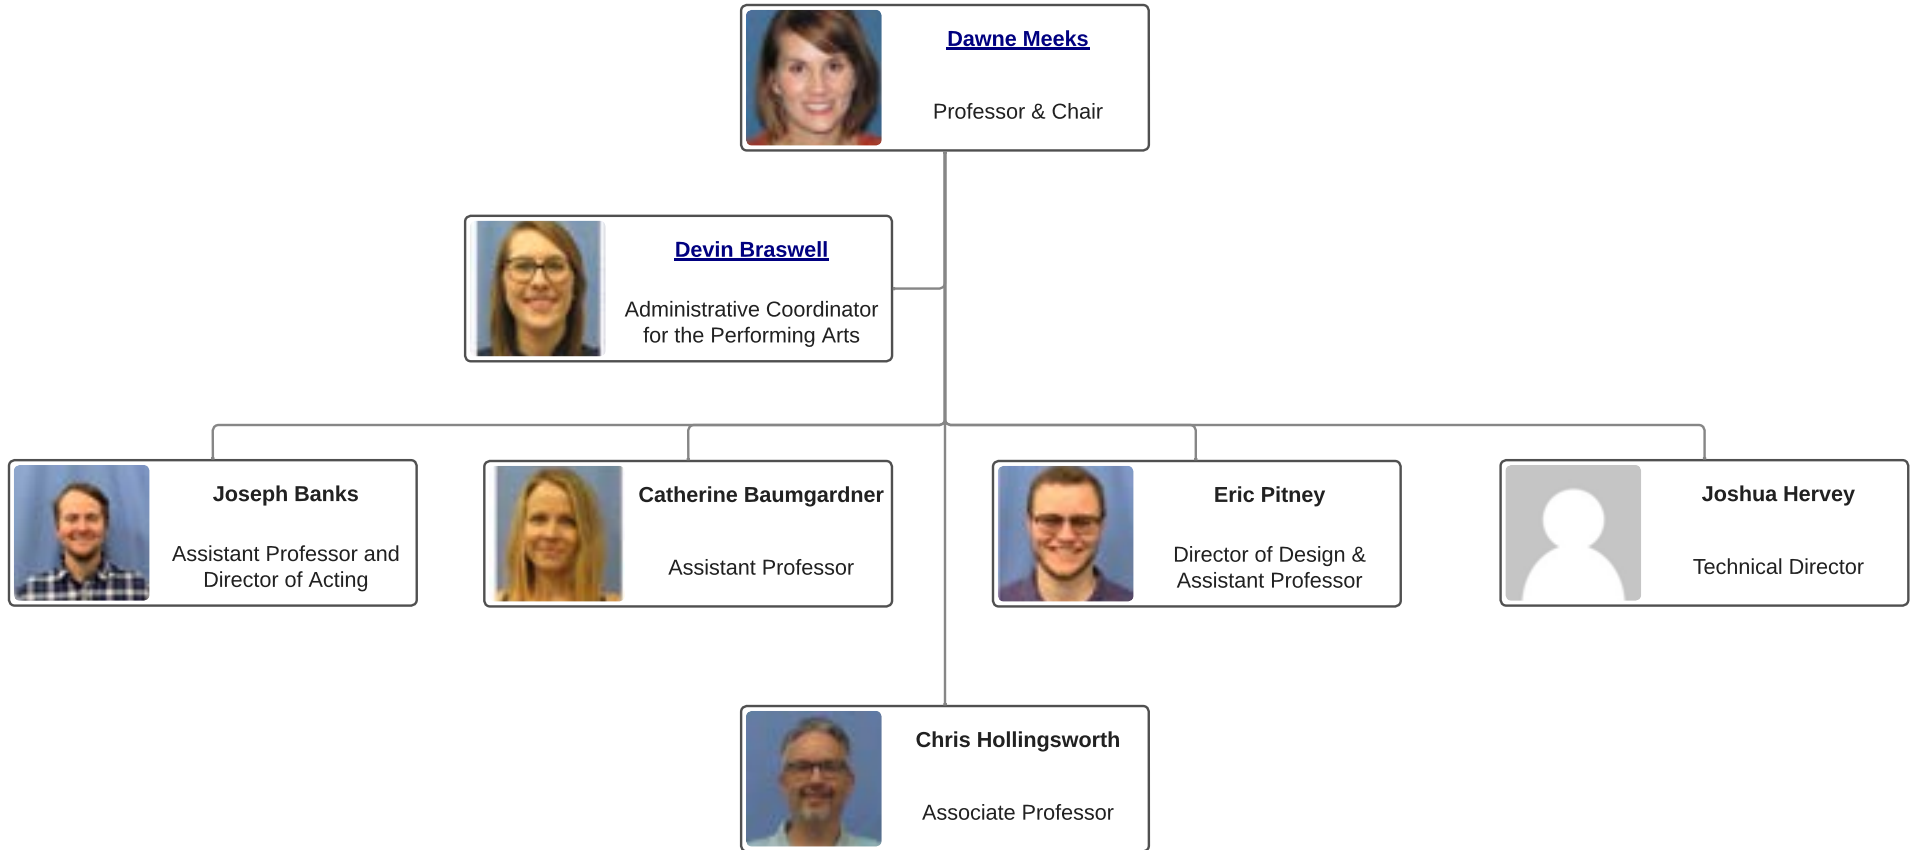 Dawne Meeks
Professor & Chair
Devin Braswell
Administrative Coordinator
for the Performing Arts
Joseph Banks
Assistant Professor and
Director of Acting
Catherine Baumgardner
Assistant Professor
Eric Pitney
Director of Design &
Assistant Professor
Joshua Hervey
Technical Director
Chris Hollingsworth
Associate Professor